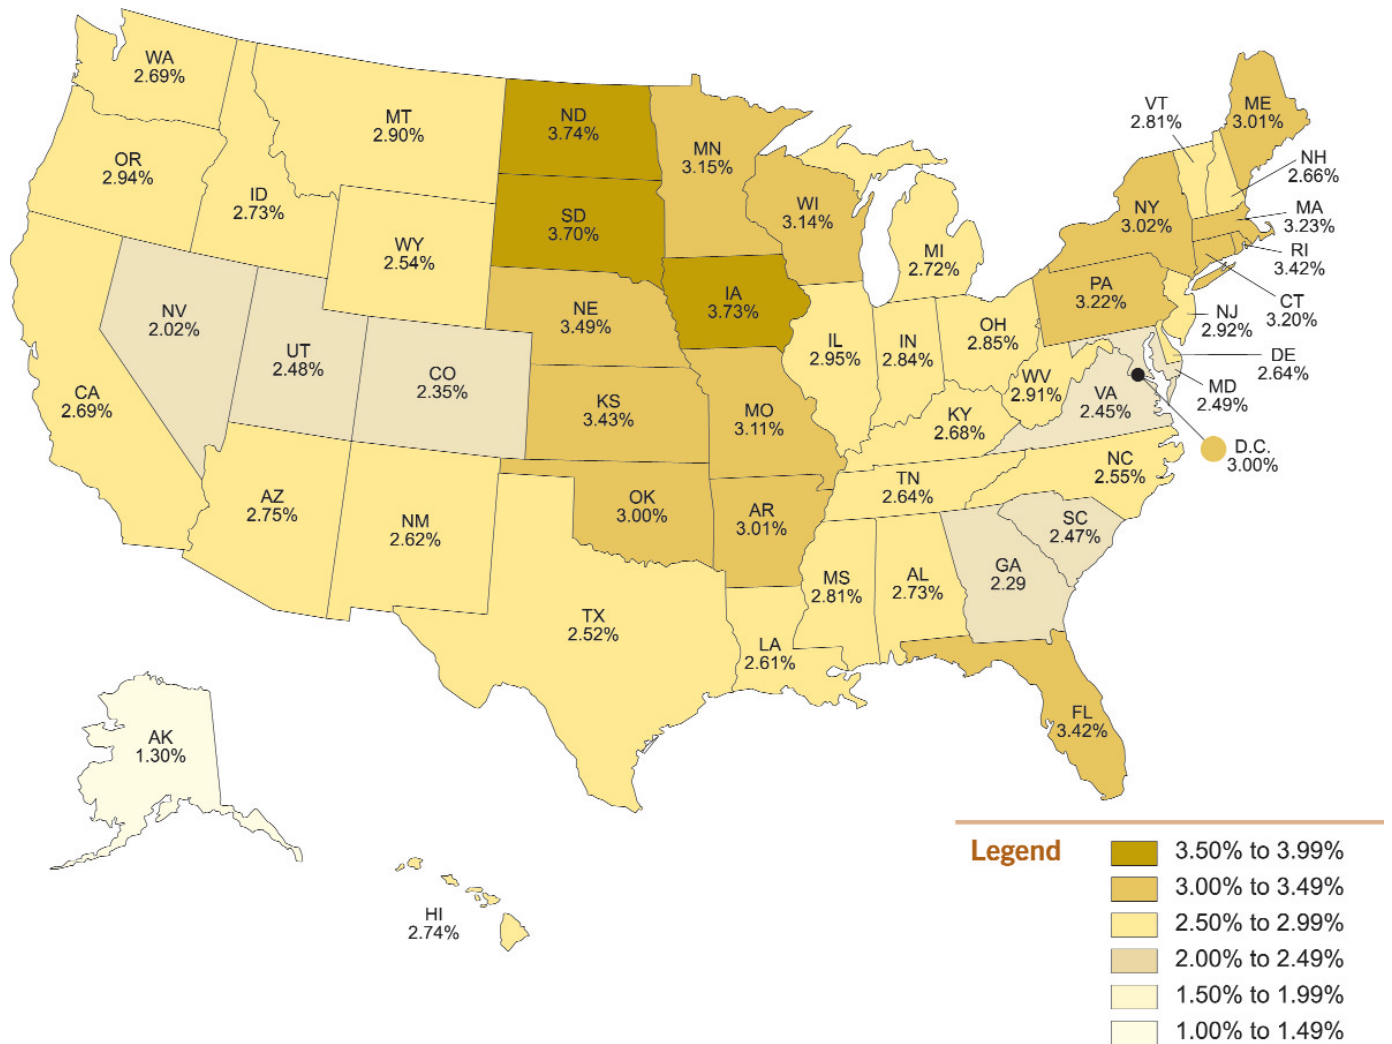 WA
2.69%
OR
2.94%
CA
2.69%
ID
2.73%
NV
2.02%
MT
2.90%
WY
2.54%
UT
2.48%
CO
2.35%
AZ
2.75%
NM
2.62%
ND
3.74%
SD
3.70%
NE
3.49%
KS
3.43%
OK
3.00%
TX
2.52%
MN
3.15%
IA
3.73%
MO
3.11%
AR
3.01%
LA
2.61%
WI
3.14%
IL
2.95%
MI
2.72%
IN
2.84%
OH
2.85%
KY
2.68%
TN
2.64%
MS
2.81%
AL
2.73%
GA
2.29
FL
3.42%
SC
2.47%
NC
2.55%
VA
2.45%
WV
2.91%
PA
3.22%
NY
3.02%
VT
2.81%
ME
3.01%
NH
2.66%
MA
3.23%
RI
3.42%
CT
3.20%
NJ
2.92%
DE
2.64%
MD
2.49%
D.C.
3.00%
AK
1.30%
HI
2.74%
Legend
3.50% to 3.99%
3.00% to 3.49%
2.50% to 2.99%
2.00% to 2.49%
1.50% to 1.99%
1.00% to 1.49%